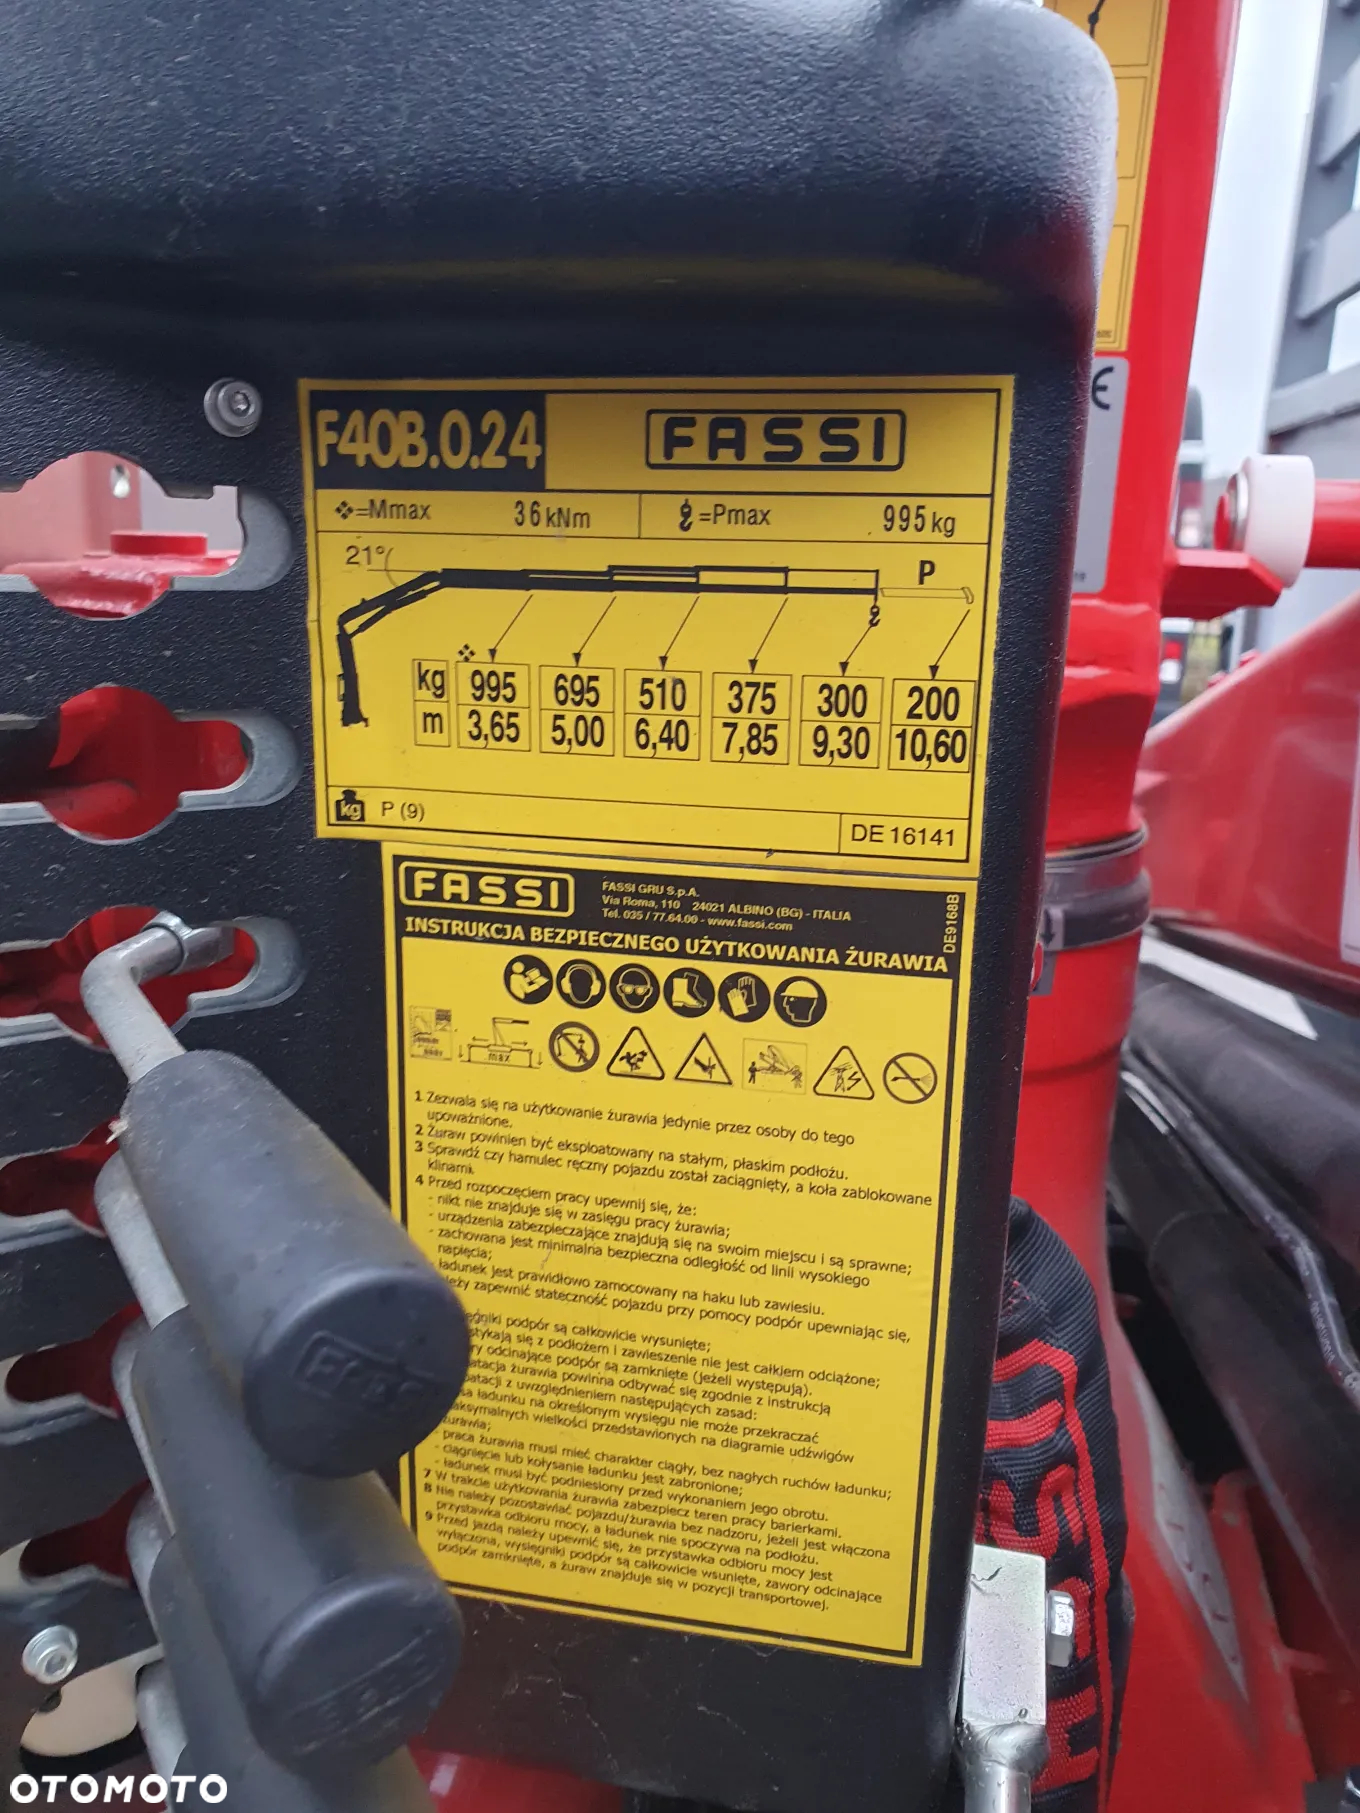 F40B.0.24
FASSI
=Mmax 36 kNm
=Pmax 995 kg
21°
P
kg 995 695 510 375 300 200
m 3,65 5,00 6,40 7,85 9,30 10,60
kg P (9)
DE 16141
FASSI
FASSI GRU S.p.A.
Via Roma, 110 24021 ALBINO (BG) - ITALIA
Tel. 035 / 77.64.00 - www.fassi.com
DE9168B
INSTRUKCJA BEZPIECZNEGO UŻYTKOWANIA ŻURAWIA
max
1 Zezwala się na użytkowanie żurawia jedynie przez osoby do tego
upoważnione.
2 Żuraw powinien być eksploatowany na stałym, płaskim podłożu.
3 Sprawdź czy hamulec ręczny pojazdu został zaciągnięty, a koła zablokowane
klinami.
4 Przed rozpoczęciem pracy upewnij się, że:
- nikt nie znajduje się w zasięgu pracy żurawia;
- urządzenia zabezpieczające znajdują się na swoim miejscu i są sprawne;
- zachowana jest minimalna bezpieczna odległość od linii wysokiego
napięcia;
ładunek jest prawidłowo zamocowany na haku lub zawiesiu.
zapewnić stateczność pojazdu przy pomocy podpór upewniając się,
podpór są całkowicie wysunięte;
się z podłożem i zawieszenie nie jest całkiem odciążone;
odcinające podpór są zamknięte (jeżeli występują).
żurawia powinna odbywać się zgodnie z instrukcją
z uwzględnieniem następujących zasad:
ładunku na określonym wysięgu nie może przekraczać
maksymalnych wielkości przedstawionych na diagramie udźwigów
żurawia;
- praca żurawia musi mieć charakter ciągły, bez nagłych ruchów ładunku;
- ciągnięcie lub kołysanie ładunku jest zabronione;
- ładunek musi być podniesiony przed wykonaniem jego obrotu.
7 W trakcie użytkowania żurawia zabezpiecz teren pracy barierkami.
8 Nie należy pozostawiać pojazdu/żurawia bez nadzoru, jeżeli jest włączona
przystawka odbioru mocy, a ładunek nie spoczywa na podłożu.
9 Przed jazdą należy upewnić się, że przystawka odbioru mocy jest
wyłączona, wysięgniki podpór są całkowicie wsunięte, zawory odcinające
podpór zamknięte, a żuraw znajduje się w pozycji transportowej.
OTOMOTO